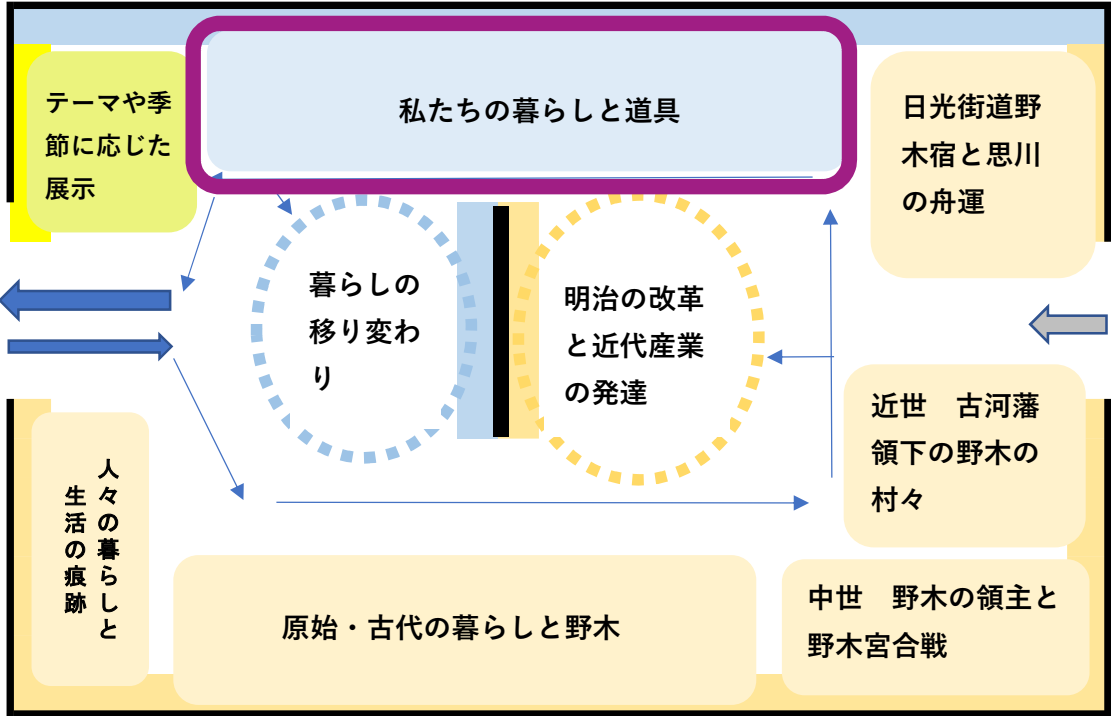 テーマや季
節に応じた
展示
私たちの暮らしと道具
日光街道野
木宿と思川
の舟運
暮らしの
移り変わ
り
明治の改革
と近代産業
の発達
近世　古河藩
領下の野木の
村々
人々の暮らしと
生活の痕跡
原始・古代の暮らしと野木
中世　野木の領主と
野木宮合戦